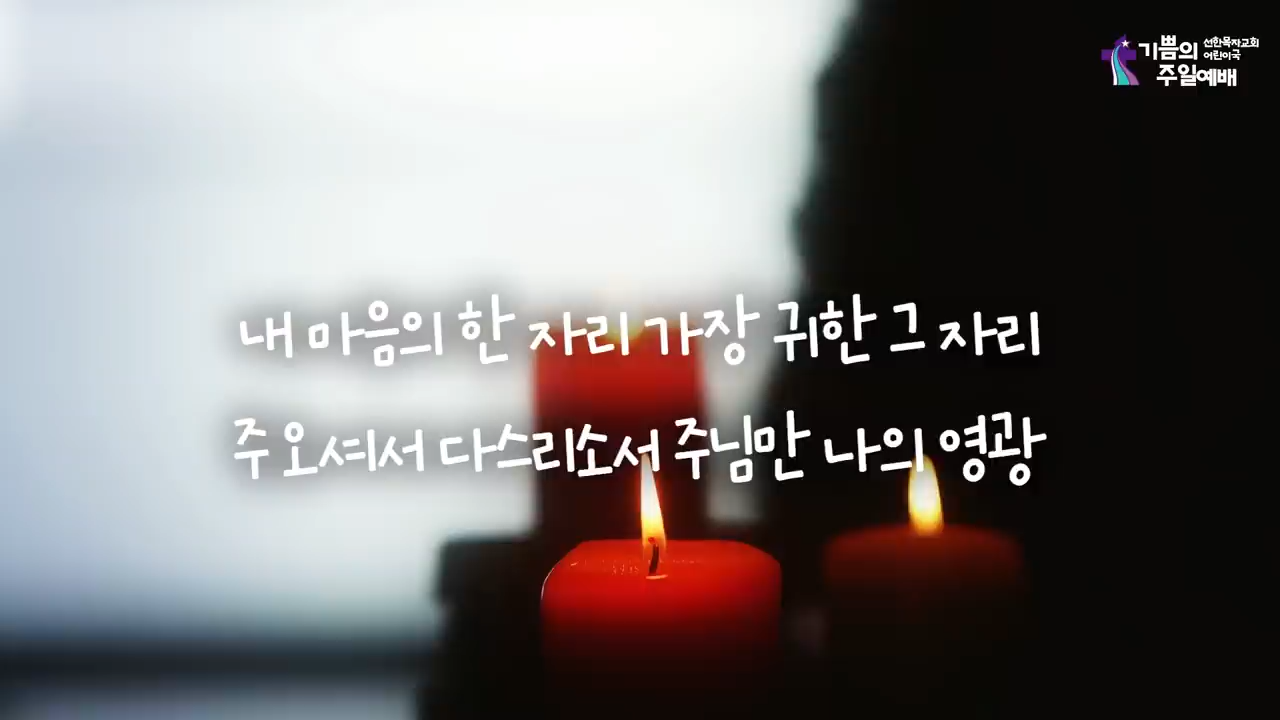 기쁨의 선한목자교회 어린이국
주일예배
내 마음의 한 자리 가장 귀한 그 자리
주 오셔서 다스리소서 주님만 나의 영광